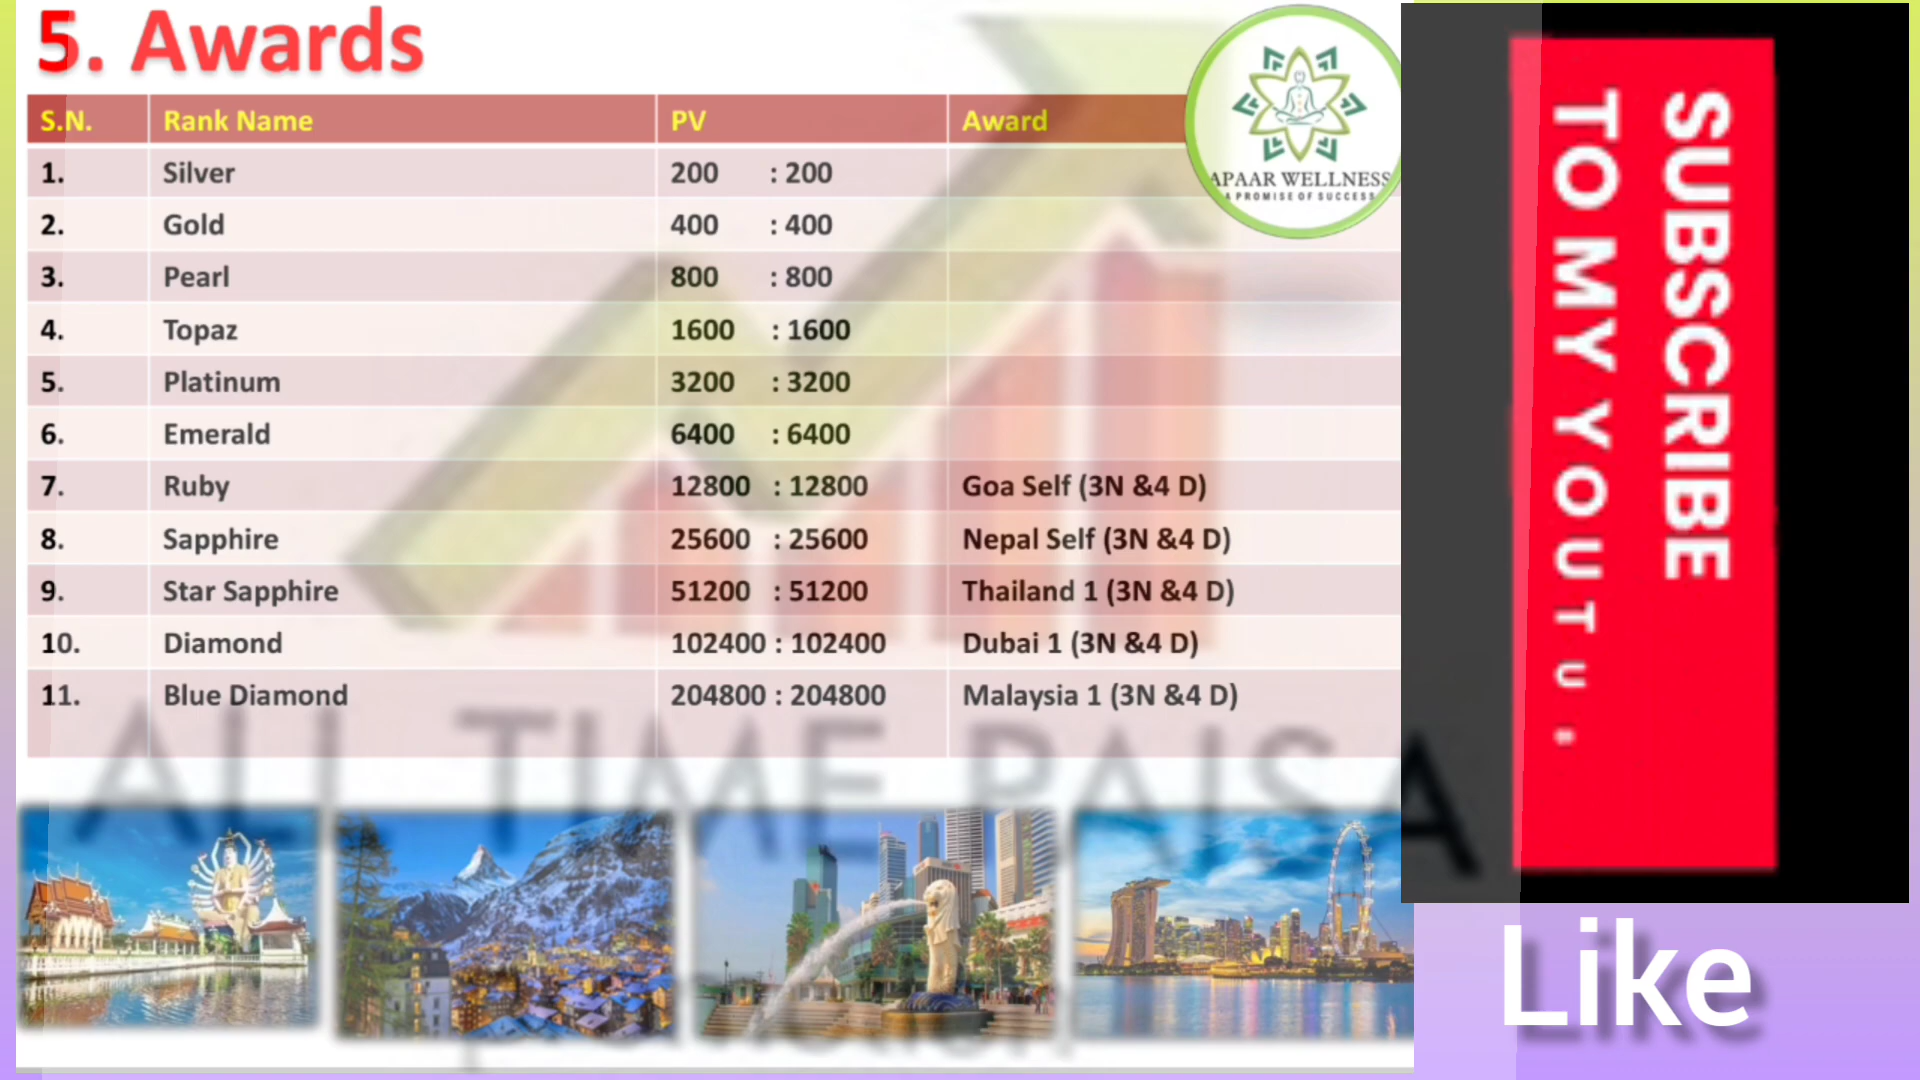 5. Awards
S.N. Rank Name PV Award
1. Silver 200 : 200
2. Gold 400 : 400
3. Pearl 800 : 800
4. Topaz 1600 : 1600
5. Platinum 3200 : 3200
6. Emerald 6400 : 6400
7. Ruby 12800 : 12800 Goa Self (3N &4 D)
8. Sapphire 25600 : 25600 Nepal Self (3N &4 D)
9. Star Sapphire 51200 : 51200 Thailand 1 (3N &4 D)
10. Diamond 102400 : 102400 Dubai 1 (3N &4 D)
11. Blue Diamond 204800 : 204800 Malaysia 1 (3N &4 D)
APAAR WELLNESS
A PROMISE OF SUCCESS
ALL TIME PAISA
SUBSCRIBE
TO MY YOUTU
Like